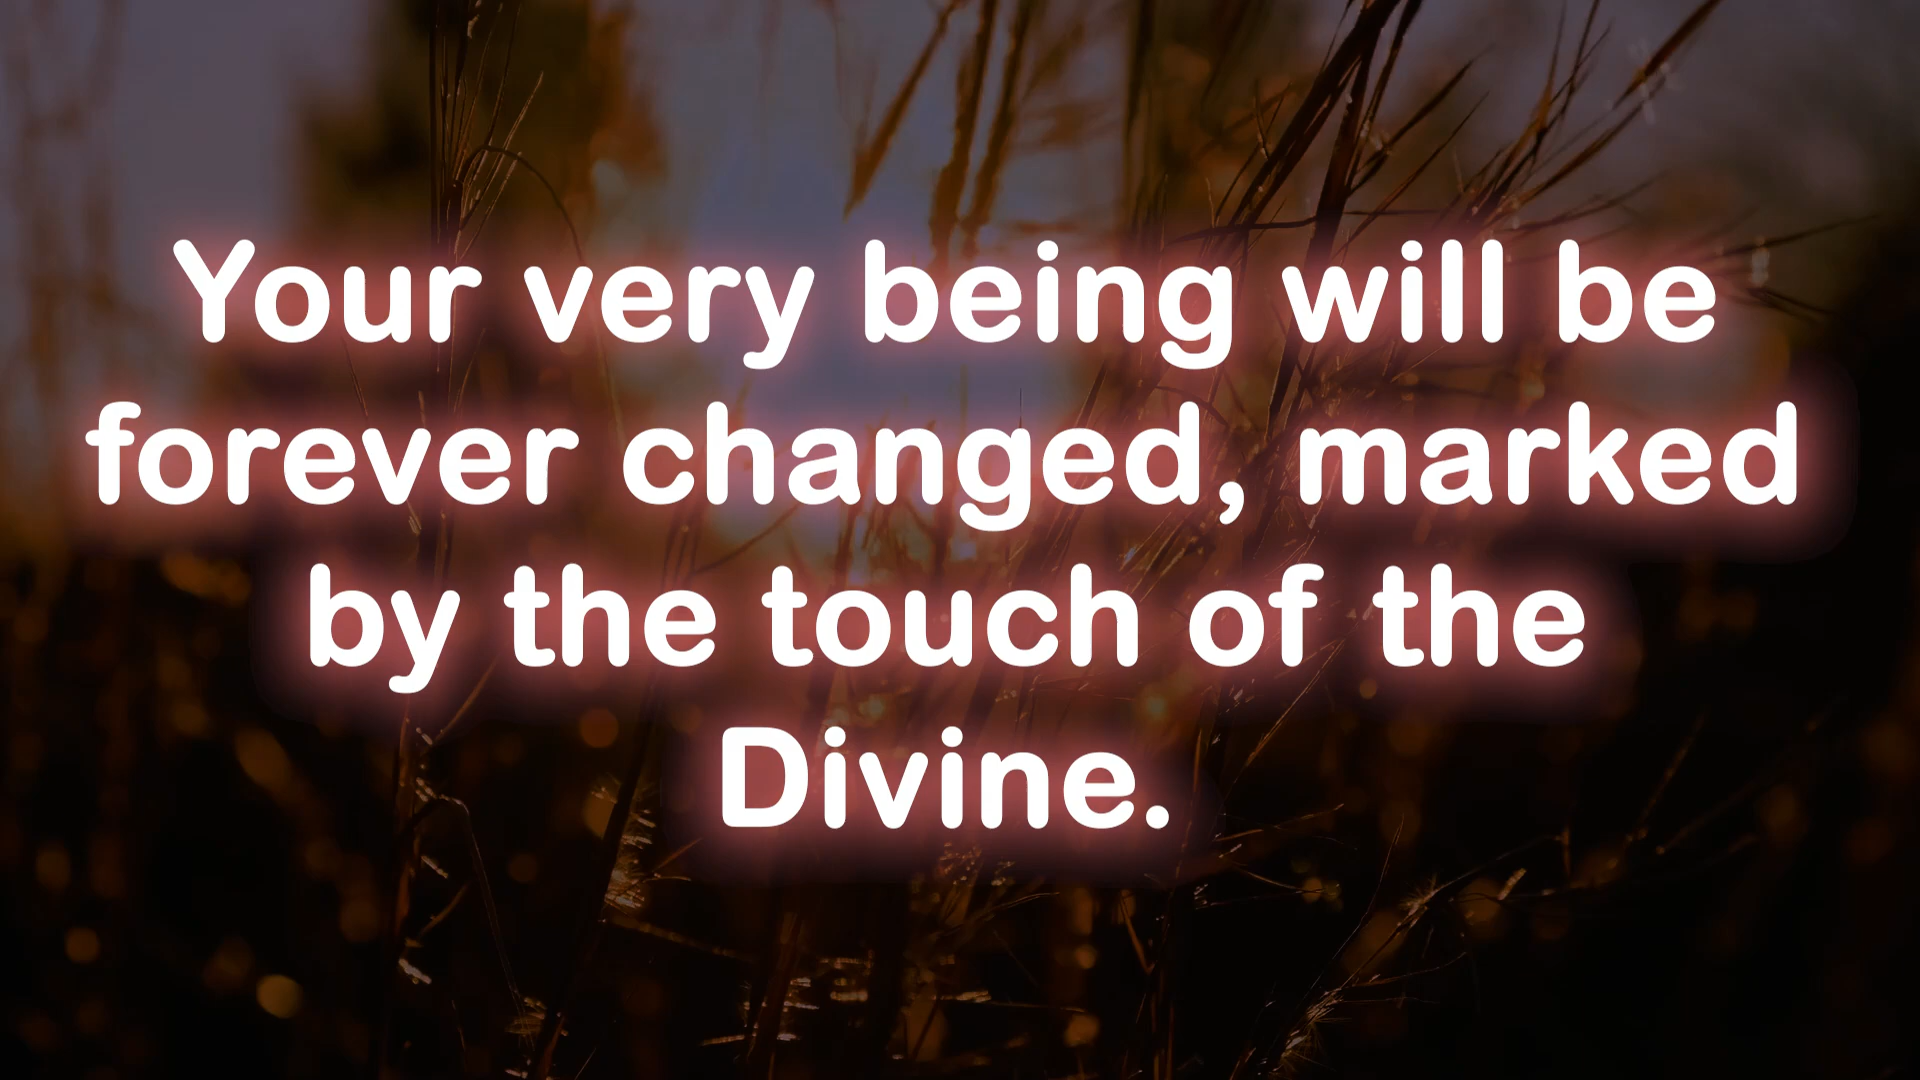 Your very being will be
forever changed, marked
by the touch of the
Divine.